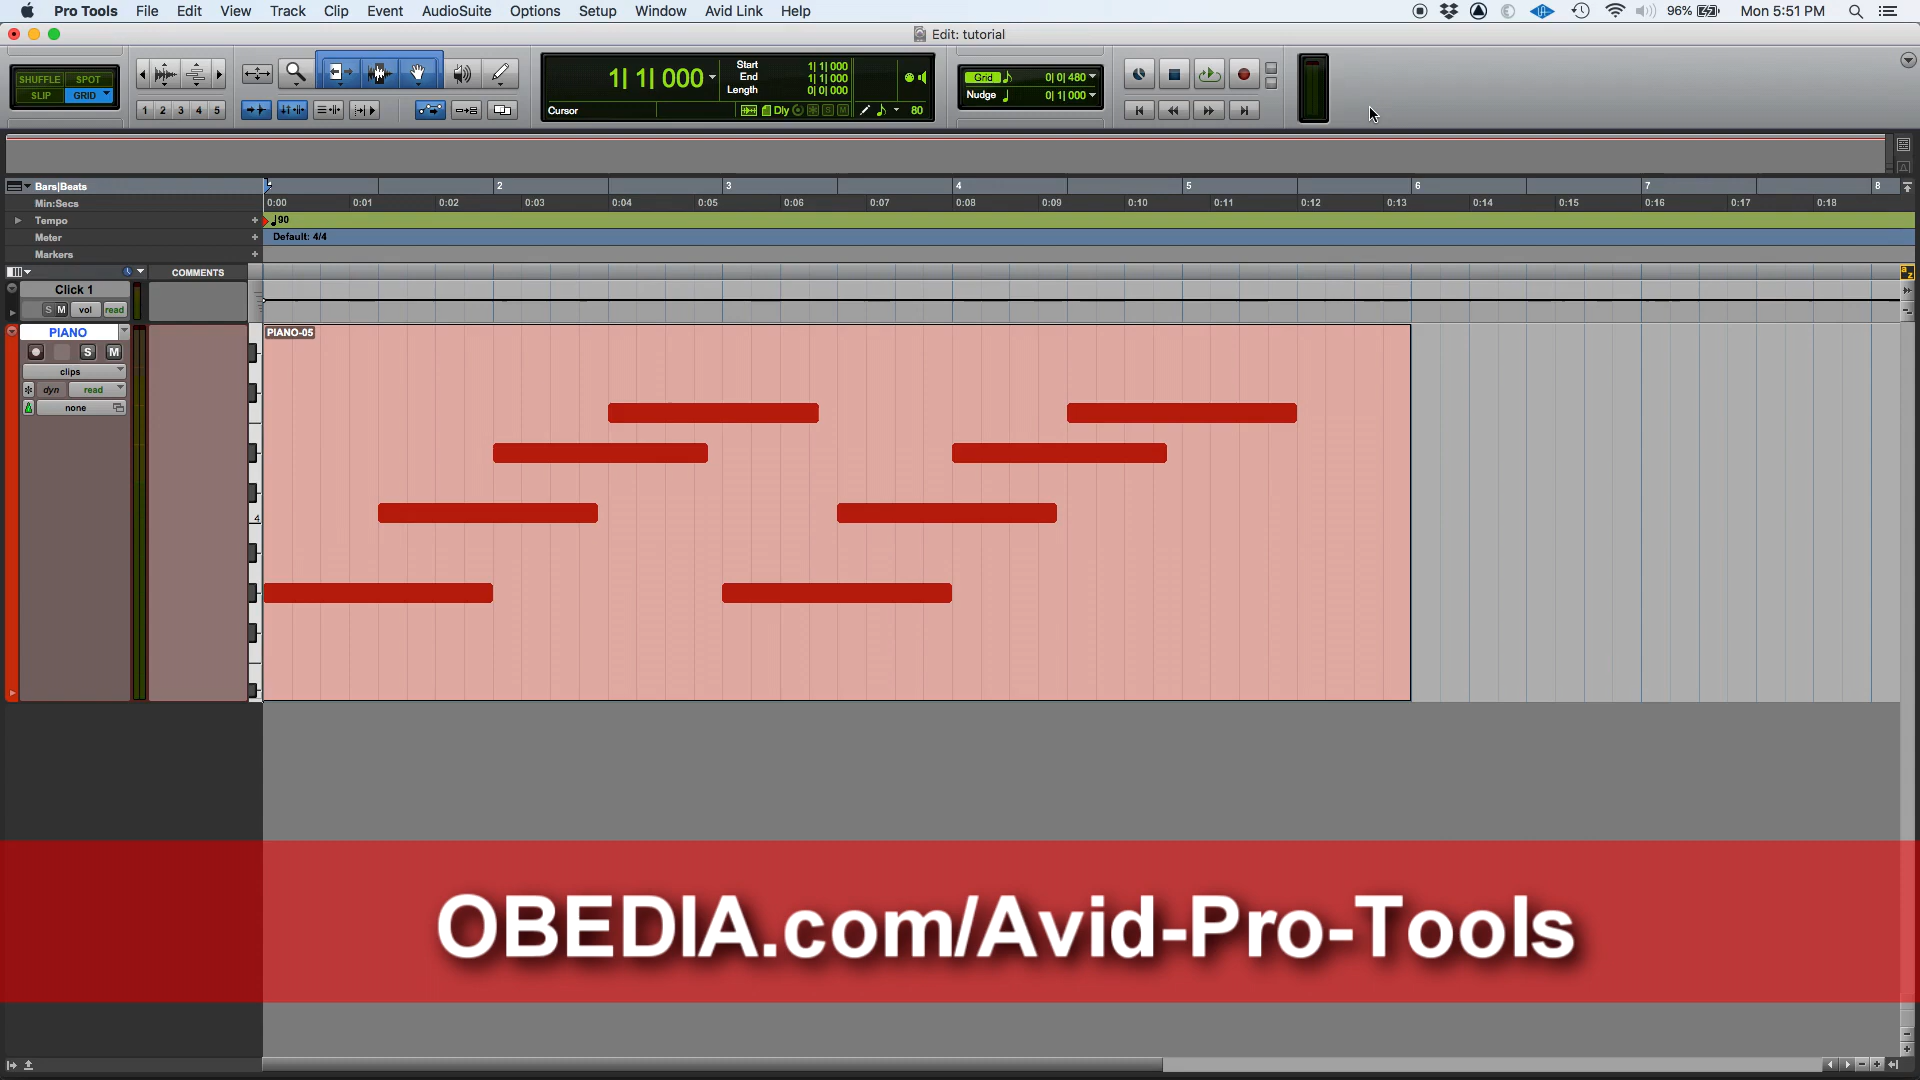 Pro Tools File Edit View Track Clip Event AudioSuite Options Setup Window Avid Link Help 96% Mon 5:51 PM
Edit: tutorial
SHUFFLE SPOT
SLIP GRID
1 2 3 4 5
1| 1| 000
Start 1| 1| 000
End 1| 1| 000
Length 0| 0| 000
Cursor Dly S M 80
Grid 0| 0| 480
Nudge 0| 1| 000
Bars|Beats 2 3 4 5 6 7 8
Min:Secs 0:00 0:01 0:02 0:03 0:04 0:05 0:06 0:07 0:08 0:09 0:10 0:11 0:12 0:13 0:14 0:15 0:16 0:17 0:18
Tempo 90
Meter Default: 4/4
Markers
COMMENTS
a z
Click 1
S M vol read
PIANO PIANO-05
S M
clips
dyn read
none
4
OBEDIA.com/Avid-Pro-Tools